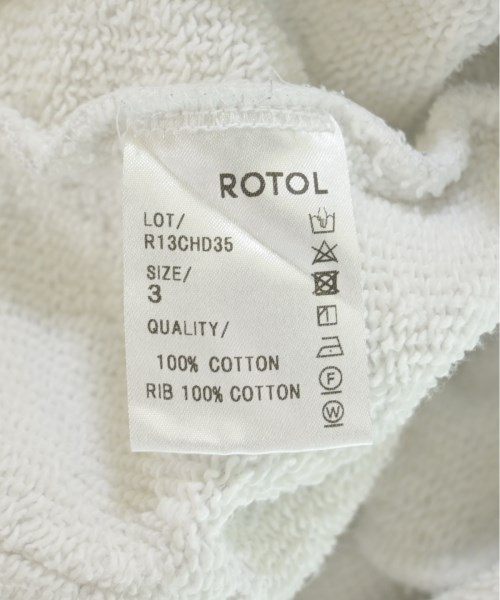 ROTOL
LOT/
R13CHD35
SIZE/
3
QUALITY/
100% COTTON
RIB 100% COTTON
F
W